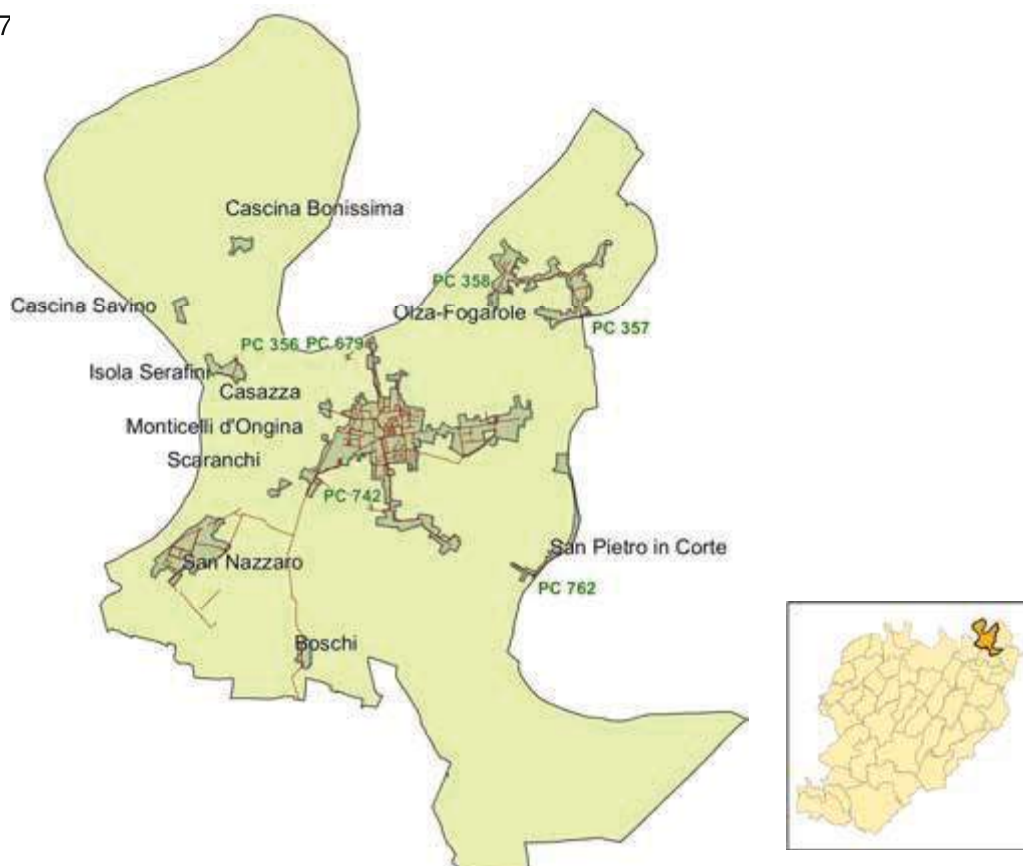 7
Cascina Bonissima
PC 358
Cascina Savino
Olza-Fogarole
PC 357
PC 356 PC 679
Isola Serafini
Casazza
Monticelli d'Ongina
Scaranchi
PC 742
San Pietro in Corte
San Nazzaro
PC 762
Boschi